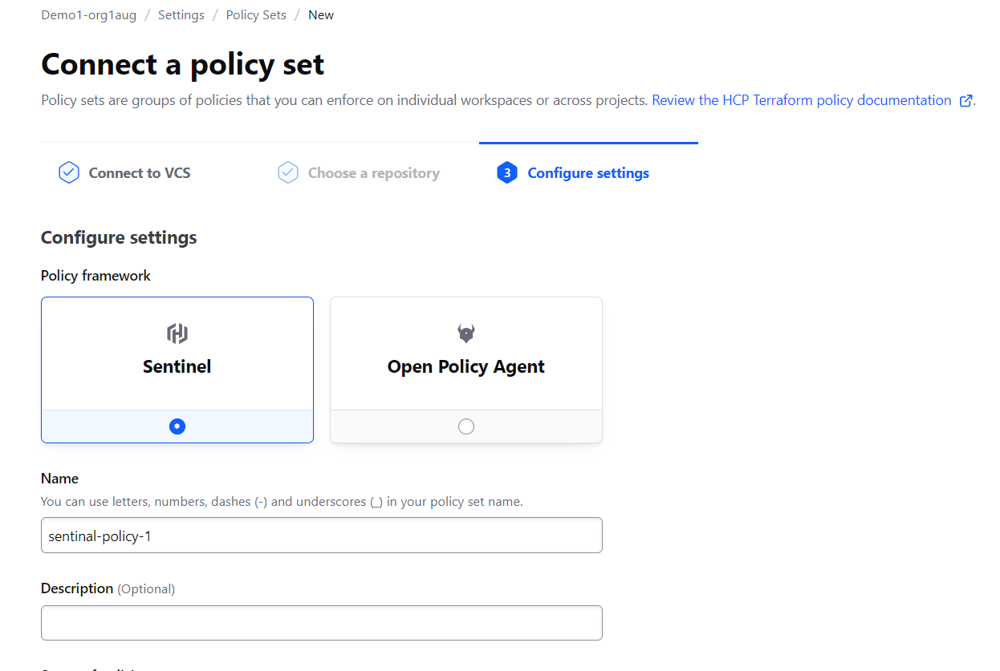 Demo1-org1aug / Settings / Policy Sets / New
Connect a policy set
Policy sets are groups of policies that you can enforce on individual workspaces or across projects. Review the HCP Terraform policy documentation.
Connect to VCS
Choose a repository
3 Configure settings
Configure settings
Policy framework
Sentinel
Open Policy Agent
Name
You can use letters, numbers, dashes (-) and underscores (_) in your policy set name.
sentinal-policy-1
Description (Optional)